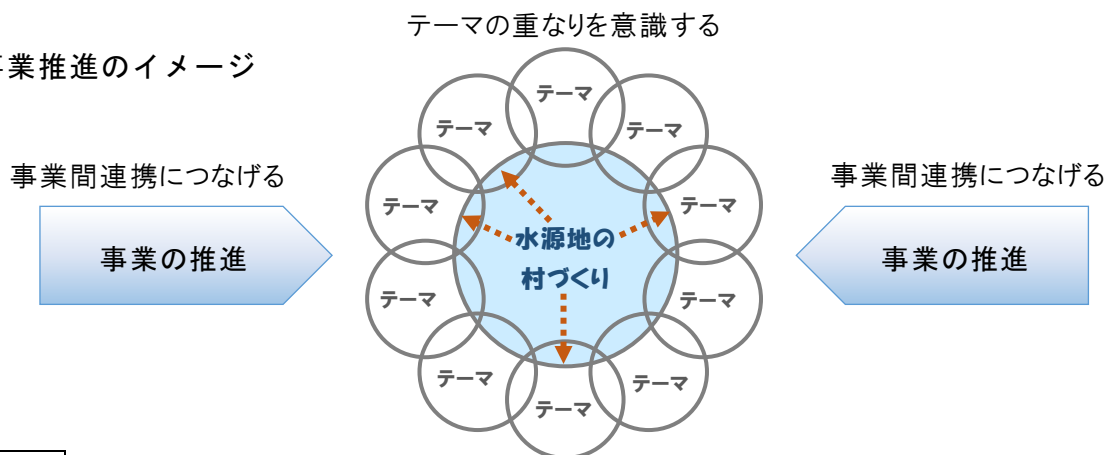 テーマの重なりを意識する
業推進のイメージ
事業間連携につなげる
事業間連携につなげる
事業の推進
事業の推進
テーマ
テーマ
テーマ
テーマ
テーマ
水源地の
村づくり
テーマ
テーマ
テーマ
テーマ
テーマ